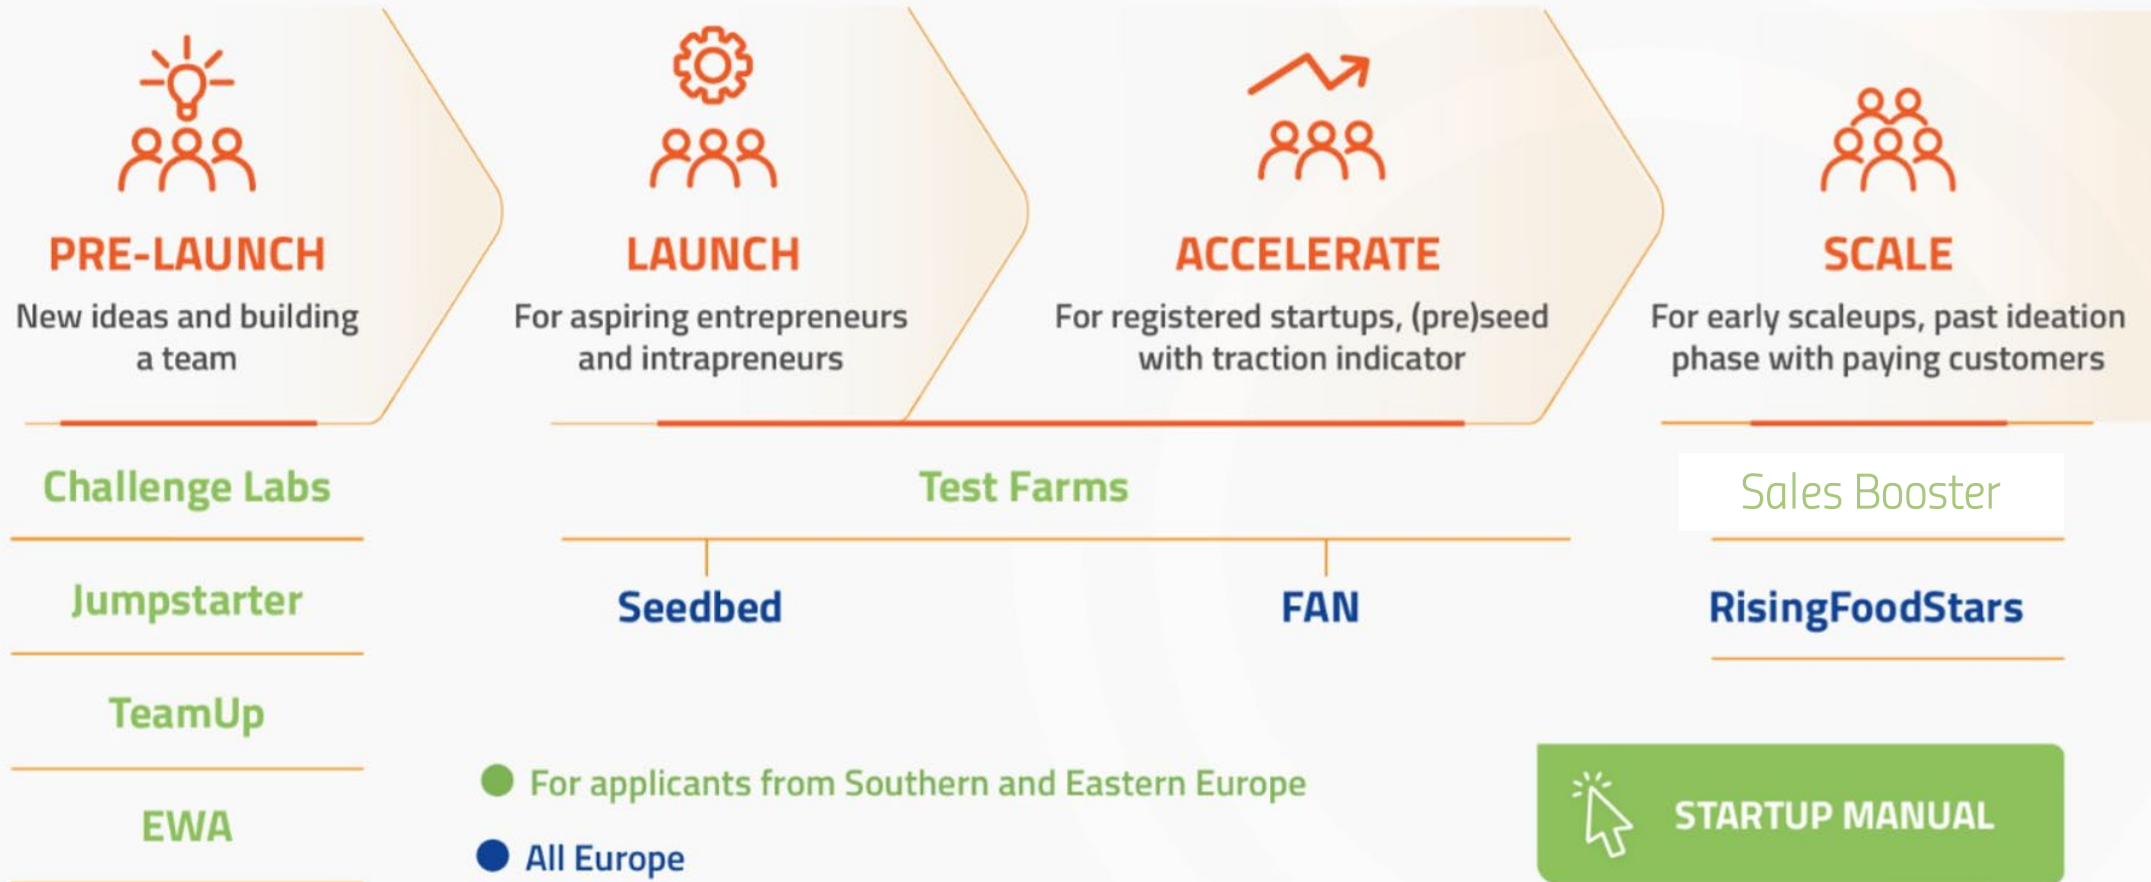 PRE-LAUNCH
New ideas and building
a team
LAUNCH
For aspiring entrepreneurs
and intrapreneurs
ACCELERATE
For registered startups, (pre)seed
with traction indicator
SCALE
For early scaleups, past ideation
phase with paying customers
Challenge Labs
Jumpstarter
TeamUp
EWA
Test Farms
Seedbed
FAN
Sales Booster
RisingFoodStars
For applicants from Southern and Eastern Europe
All Europe
STARTUP MANUAL